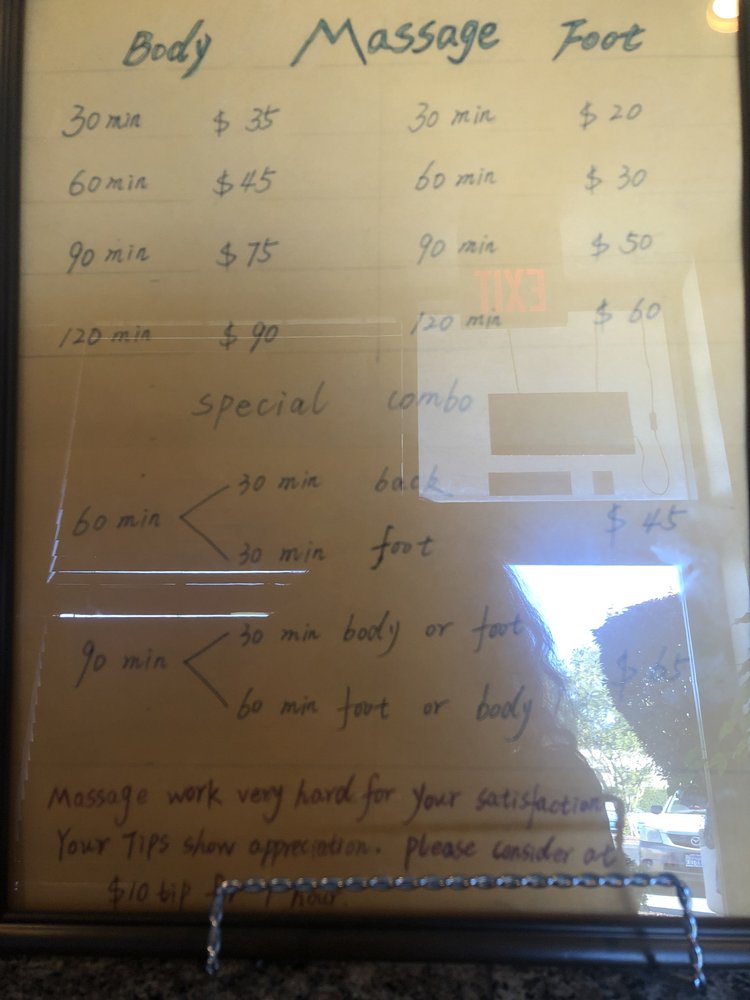 Body Massage Foot
30 min $ 35 30 min $ 20
60 min $ 45 60 min $ 30
90 min $ 75 90 min $ 50
EXIT
120 min $ 90 120 min $ 60
special combo
30 min back
60 min $ 45
30 min foot
30 min body or foot
90 min $ 65
60 min foot or body
Massage work very hard for your satisfaction
Your TIPS show appreciation. please consider at
$10 tip for 1 hour.